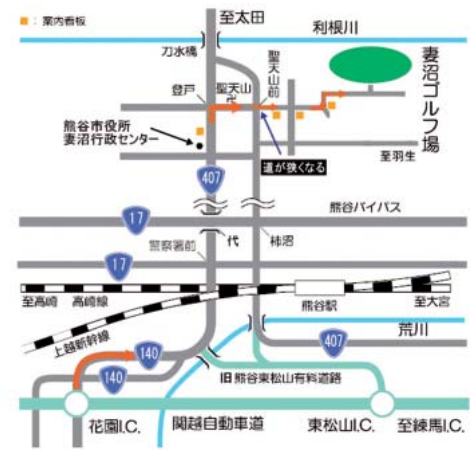 ■：案内看板
至太田
利根川
刀水橋
聖天山前
妻沼ゴルフ場
登戸
聖天山
卍
熊谷市役所
妻沼行政センター
道が狭くなる
至羽生
407
17
熊谷バイパス
代
柿沼
警察署前
17
至高崎
高崎線
熊谷駅
至大宮
上越新幹線
荒川
140
407
140
旧熊谷東松山有料道路
花園I.C.
関越自動車道
東松山I.C.
至練馬I.C.